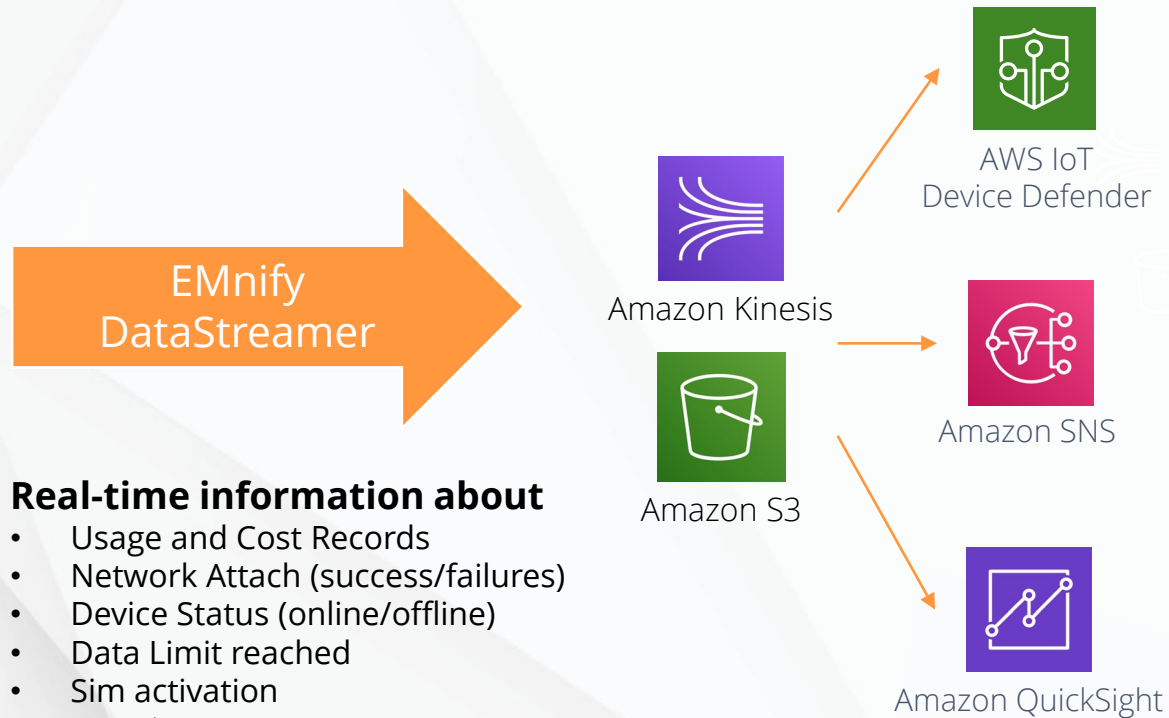 EMnify
DataStreamer
Real-time information about
• Usage and Cost Records
• Network Attach (success/failures)
• Device Status (online/offline)
• Data Limit reached
• Sim activation
Amazon Kinesis
Amazon S3
AWS IoT
Device Defender
Amazon SNS
Amazon QuickSight